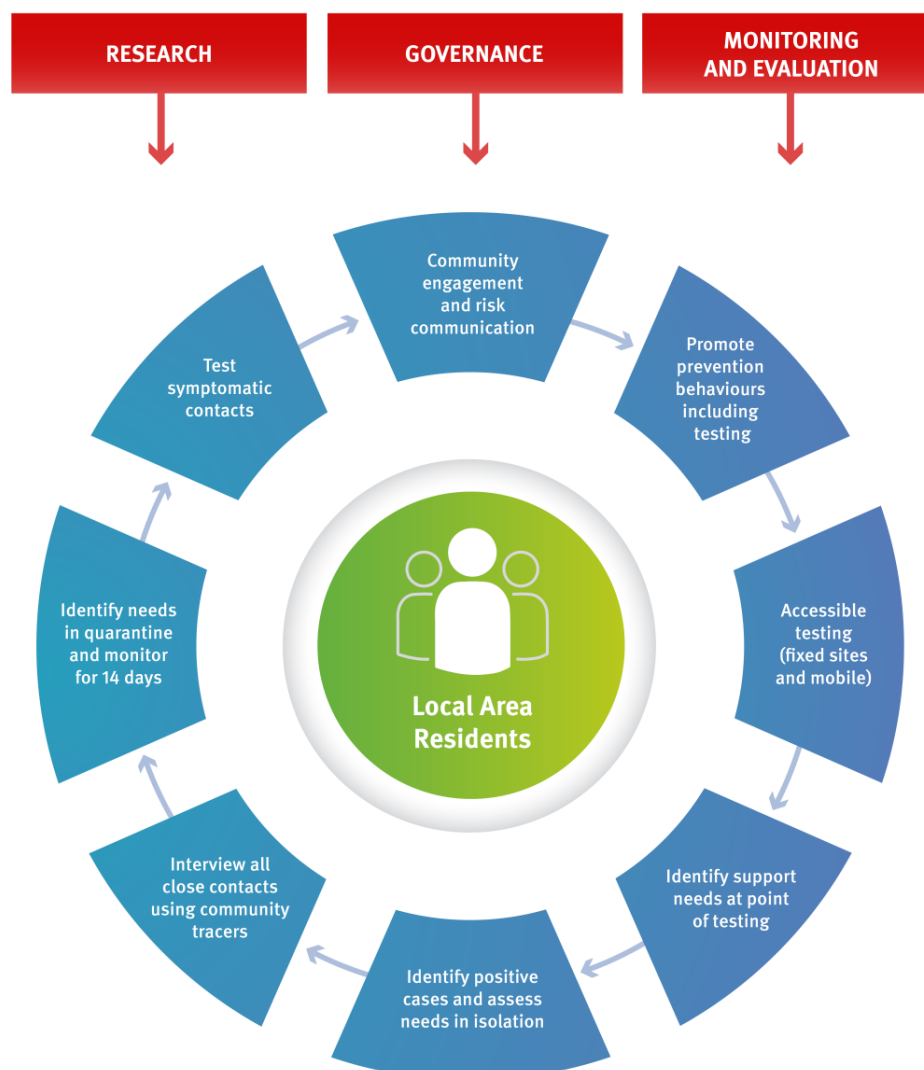 RESEARCH
GOVERNANCE
MONITORING
AND EVALUATION
Community
engagement
and risk
communication
Promote
prevention
behaviours
including
testing
Accessible
testing
(fixed sites
and mobile)
Identify support
needs at point
of testing
Identify positive
cases and assess
needs in isolation
Interview all
close contacts
using community
tracers
Identify needs
in quarantine
and monitor
for 14 days
Test
symptomatic
contacts
Local Area
Residents